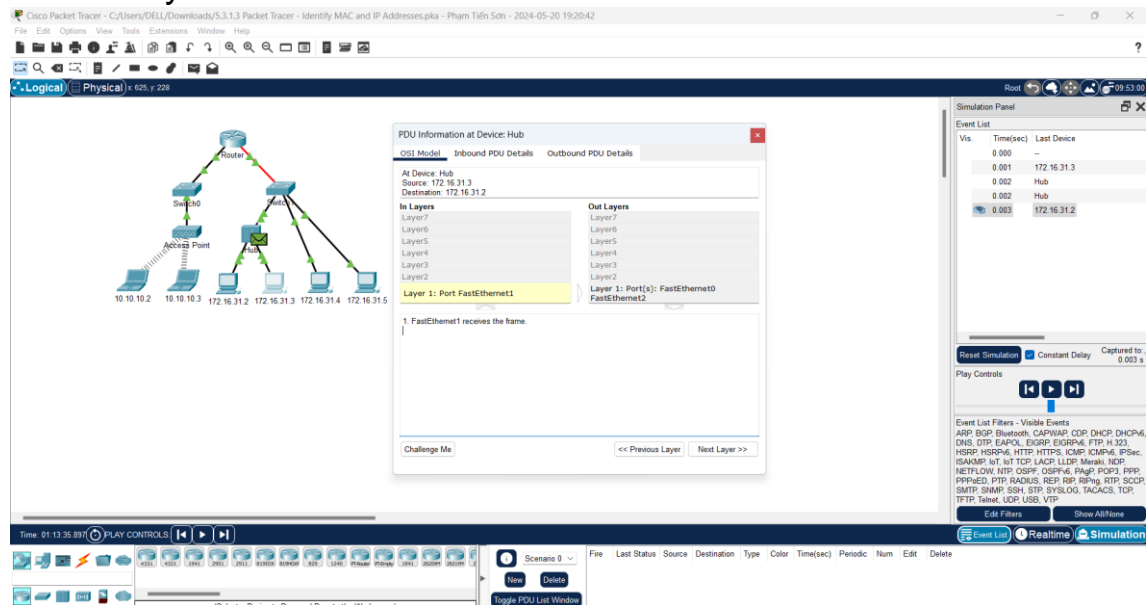 Cisco Packet Tracer - C:/Users/DELL/Downloads/5.3.1.3 Packet Tracer - Identify MAC and IP Addresses.pka - Phạm Tiến Sơn - 2024-05-20 19:20:42
File Edit Options View Tools Extensions Window Help
?
Logical Physical x: 625, y: 228
Root 09:53:00
Simulation Panel
Event List
Vis. Time(sec) Last Device
0.000 --
0.001 172.16.31.3
0.002 Hub
0.002 Hub
0.003 172.16.31.2
Router
Switch0
Access Point
Hub
10.10.10.2 10.10.10.3 172.16.31.2 172.16.31.3 172.16.31.4 172.16.31.5
PDU Information at Device: Hub
OSI Model Inbound PDU Details Outbound PDU Details
At Device: Hub
Source: 172.16.31.3
Destination: 172.16.31.2
In Layers Out Layers
Layer7 Layer7
Layer6 Layer6
Layer5 Layer5
Layer4 Layer4
Layer3 Layer3
Layer2 Layer2
Layer 1: Port FastEthernet1 Layer 1: Port(s): FastEthernet0
FastEthernet2
1. FastEthernet1 receives the frame.
Challenge Me << Previous Layer Next Layer >>
Reset Simulation Constant Delay Captured to:
0.003 s
Play Controls
Event List Filters - Visible Events
ARP, BGP, Bluetooth, CAPWAP, CDP, DHCP, DHCPv6,
DNS, DTP, EAPOL, EIGRP, EIGRPv6, FTP, H.323,
HSRP, HSRPv6, HTTP, HTTPS, ICMP, ICMPv6, IPSec,
ISAKMP, IoT, IoT TCP, LACP, LLDP, Meraki, NDP,
NETFLOW, NTP, OSPF, OSPFv6, PAgP, POP3, PPP,
PPPoED, PTP, RADIUS, REP, RIP, RIPng, RTP, SCCP,
SMTP, SNMP, SSH, STP, SYSLOG, TACACS, TCP,
TFTP, Telnet, UDP, USB, VTP
Edit Filters Show All/None
Time: 01:13:35.897 PLAY CONTROLS:
Event List Realtime Simulation
4331 4321 1941 2901 2911 819IOX 819HGW 829 1240 PT-Router PT-Empty 1841 2620XM 2621XM
Scenario 0
New Delete
Toggle PDU List Window
Fire Last Status Source Destination Type Color Time(sec) Periodic Num Edit Delete